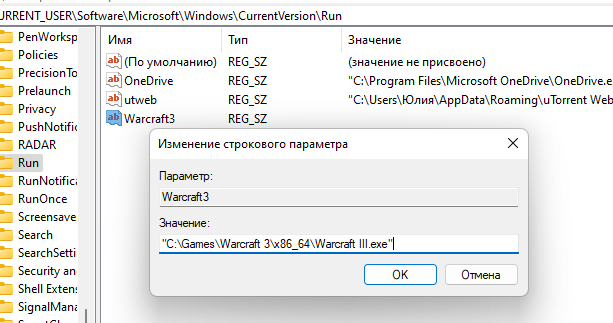 URRENT_USER\Software\Microsoft\Windows\CurrentVersion\Run
PenWorksp
Policies
PrecisionTo
Prelaunch
Privacy
PushNotific
RADAR
Run
RunNotifica
RunOnce
Screensave
Search
SearchSetti
Security and
Shell Extens
SignalMana
Имя Тип Значение
(По умолчанию) REG_SZ (значение не присвоено)
OneDrive REG_SZ "C:\Program Files\Microsoft OneDrive\OneDrive.e
utweb REG_SZ "C:\Users\Юлия\AppData\Roaming\uTorrent Web
Warcraft3 REG_SZ
Изменение строкового параметра
Параметр:
Warcraft3
Значение:
"C:\Games\Warcraft 3\x86_64\Warcraft III.exe"
OK Отмена